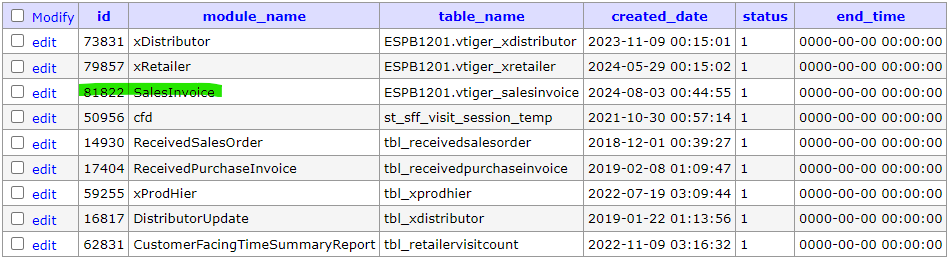 Modify id module_name table_name created_date status end_time
edit 73831 xDistributor ESPB1201.vtiger_xdistributor 2023-11-09 00:15:01 1 0000-00-00 00:00:00
edit 79857 xRetailer ESPB1201.vtiger_xretailer 2024-05-29 00:15:02 1 0000-00-00 00:00:00
edit 81822 SalesInvoice ESPB1201.vtiger_salesinvoice 2024-08-03 00:44:55 1 0000-00-00 00:00:00
edit 50956 cfd st_sff_visit_session_temp 2021-10-30 00:57:14 1 0000-00-00 00:00:00
edit 14930 ReceivedSalesOrder tbl_receivedsalesorder 2018-12-01 00:39:27 1 0000-00-00 00:00:00
edit 17404 ReceivedPurchaseInvoice tbl_receivedpurchaseinvoice 2019-02-08 01:09:47 1 0000-00-00 00:00:00
edit 59255 xProdHier tbl_xprodhier 2022-07-19 03:09:44 1 0000-00-00 00:00:00
edit 16817 DistributorUpdate tbl_xdistributor 2019-01-22 01:13:56 1 0000-00-00 00:00:00
edit 62831 CustomerFacingTimeSummaryReport tbl_retailervisitcount 2022-11-09 03:16:32 1 0000-00-00 00:00:00